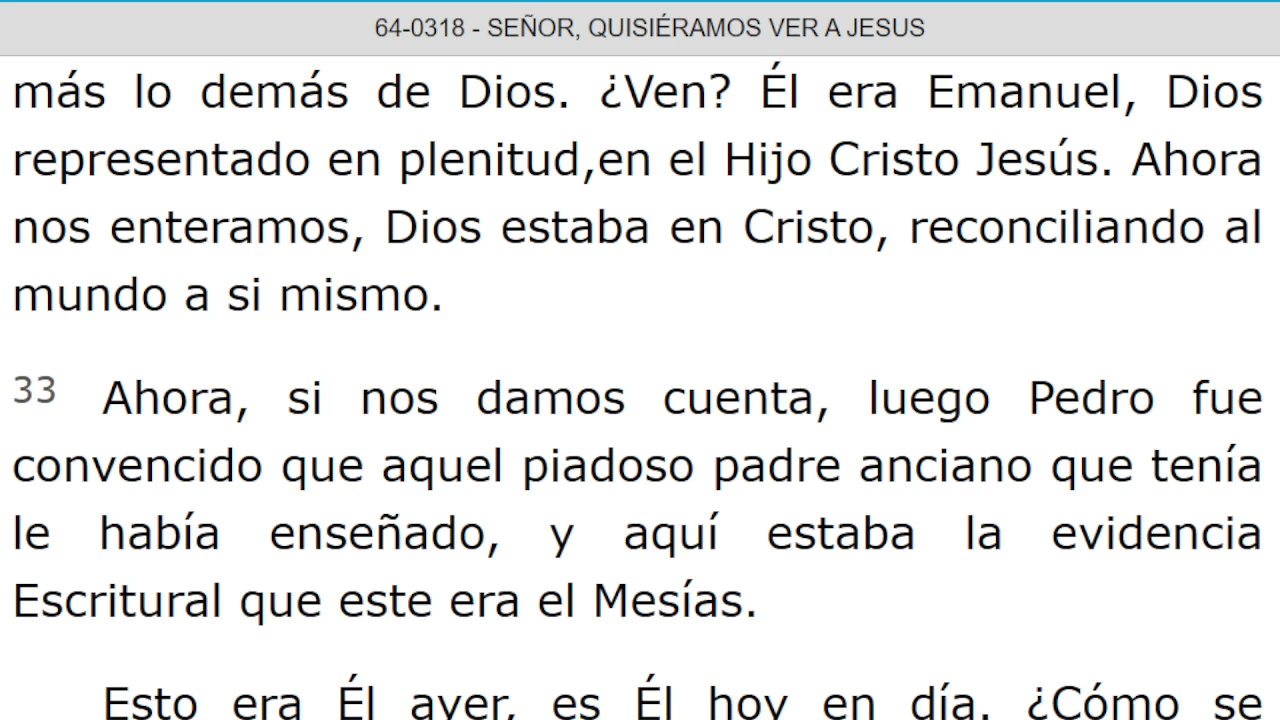 64-0318 - SEÑOR, QUISIÉRAMOS VER A JESUS
más lo demás de Dios. ¿Ven? Él era Emanuel, Dios
representado en plenitud,en el Hijo Cristo Jesús. Ahora
nos enteramos, Dios estaba en Cristo, reconciliando al
mundo a si mismo.
33 Ahora, si nos damos cuenta, luego Pedro fue
convencido que aquel piadoso padre anciano que tenía
le había enseñado, y aquí estaba la evidencia
Escritural que este era el Mesías.
Esto era Él ayer, es Él hoy en día. ¿Cómo se